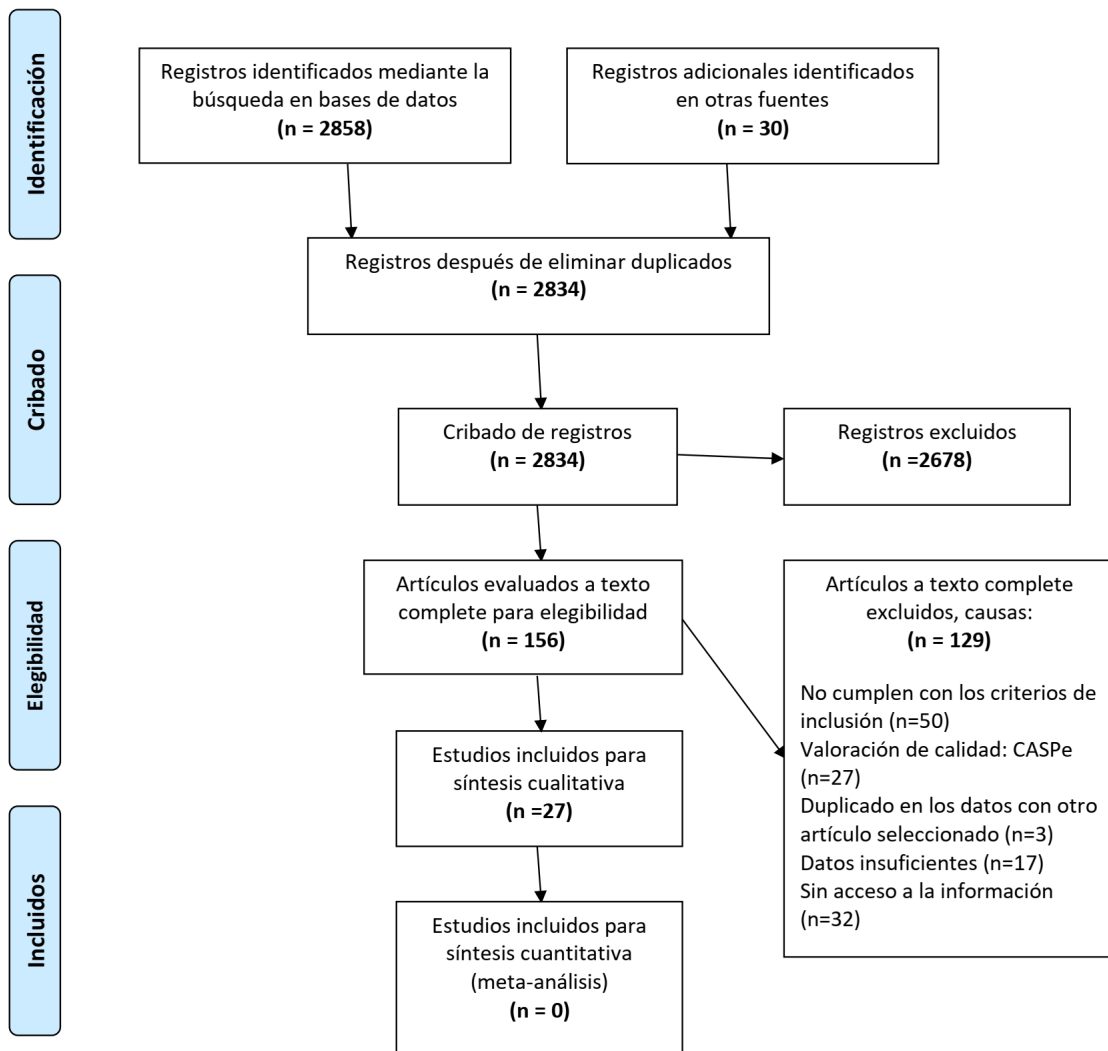 Identificación
Registros identificados mediante la
búsqueda en bases de datos
(n = 2858)
Registros adicionales identificados
en otras fuentes
(n = 30)
Registros después de eliminar duplicados
(n = 2834)
Cribado
Cribado de registros
(n = 2834)
Registros excluidos
(n =2678)
Elegibilidad
Artículos evaluados a texto
complete para elegibilidad
(n = 156)
Artículos a texto complete
excluidos, causas:
(n = 129)
No cumplen con los criterios de
inclusión (n=50)
Valoración de calidad: CASPe
(n=27)
Duplicado en los datos con otro
artículo seleccionado (n=3)
Datos insuficientes (n=17)
Sin acceso a la información
(n=32)
Estudios incluidos para
síntesis cualitativa
(n =27)
Incluidos
Estudios incluidos para
síntesis cuantitativa
(meta-análisis)
(n = 0)